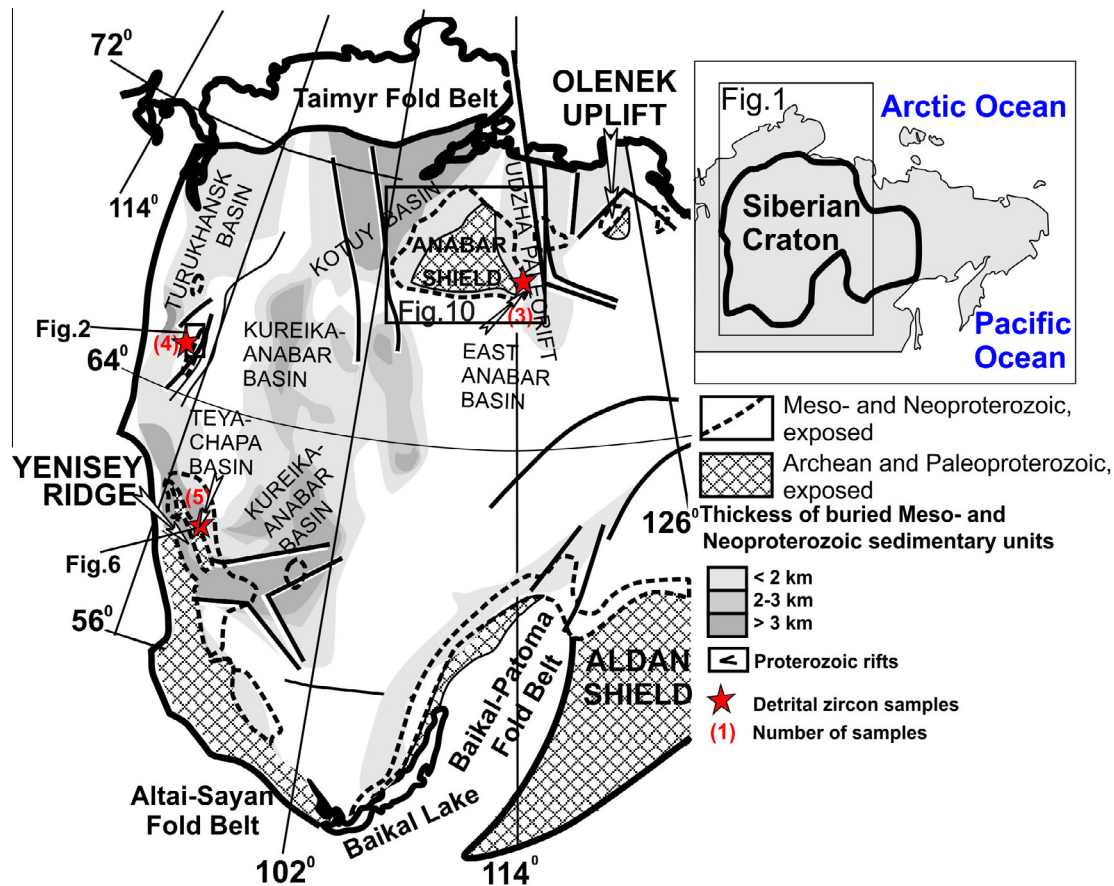 72⁰
Taimyr Fold Belt
OLENEK
UPLIFT
114⁰
TURUKHANSK
BASIN
KOTUY BASIN
UDZHA PALEORIFT
ANABAR
SHIELD
Fig.10
(3)
Fig.2
(4)
64⁰
KUREIKA-
ANABAR
BASIN
EAST
ANABAR
BASIN
TEYA-
CHAPA
BASIN
YENISEY
RIDGE
(5)
KUREIKA-
ANABAR
BASIN
Fig.6
56⁰
126⁰
ALDAN
SHIELD
Baikal-Patoma
Fold Belt
Altai-Sayan
Fold Belt
Baikal Lake
102⁰
114⁰
Fig.1
Arctic Ocean
Siberian
Craton
Pacific
Ocean
Meso- and Neoproterozoic,
exposed
Archean and Paleoproterozoic,
exposed
Thickess of buried Meso- and
Neoproterozoic sedimentary units
< 2 km
2-3 km
> 3 km
Proterozoic rifts
Detrital zircon samples
(1) Number of samples